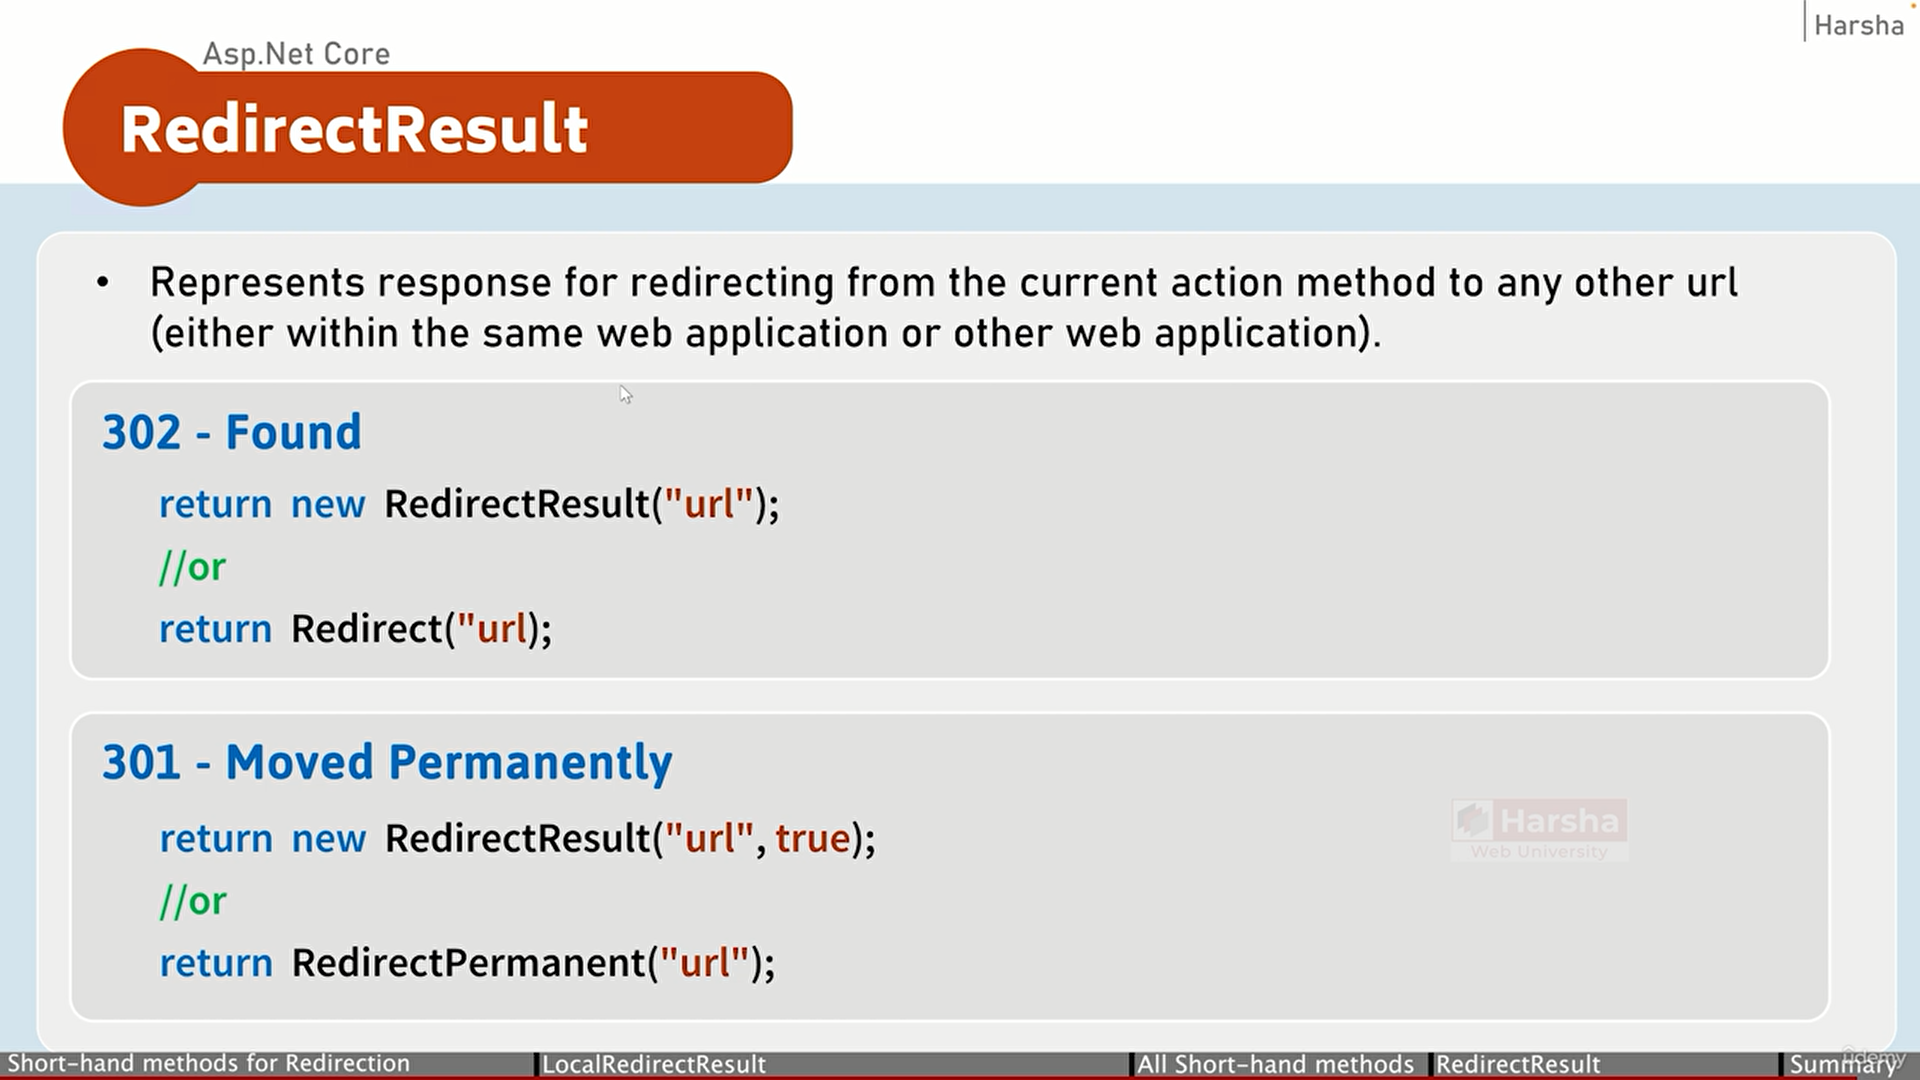 Harsha
Asp.Net Core
RedirectResult
• Represents response for redirecting from the current action method to any other url
(either within the same web application or other web application).
302 - Found
return new RedirectResult("url");
//or
return Redirect("url);
301 - Moved Permanently
return new RedirectResult("url", true);
//or
return RedirectPermanent("url");
Harsha
Web University
Short-hand methods for Redirection LocalRedirectResult All Short-hand methods RedirectResult Summary
ûdemy